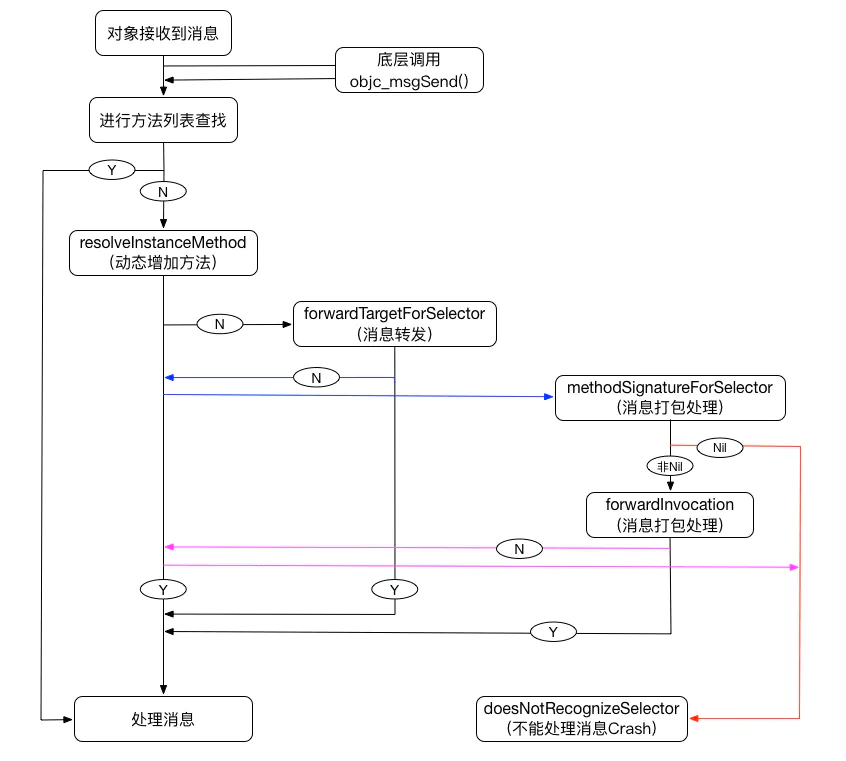 对象接收到消息
底层调用
objc_msgSend()
进行方法列表查找
Y
N
resolveInstanceMethod
（动态增加方法）
N
forwardTargetForSelector
（消息转发）
N
methodSignatureForSelector
（消息打包处理）
Nil
非Nil
forwardInvocation
（消息打包处理）
N
Y
Y
Y
处理消息
doesNotRecognizeSelector
（不能处理消息Crash）